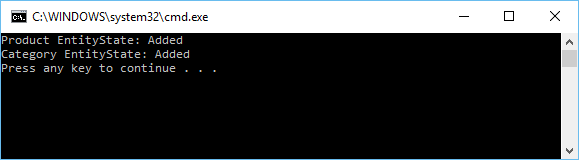 C:\WINDOWS\system32\cmd.exe
Product EntityState: Added
Category EntityState: Added
Press any key to continue . . .